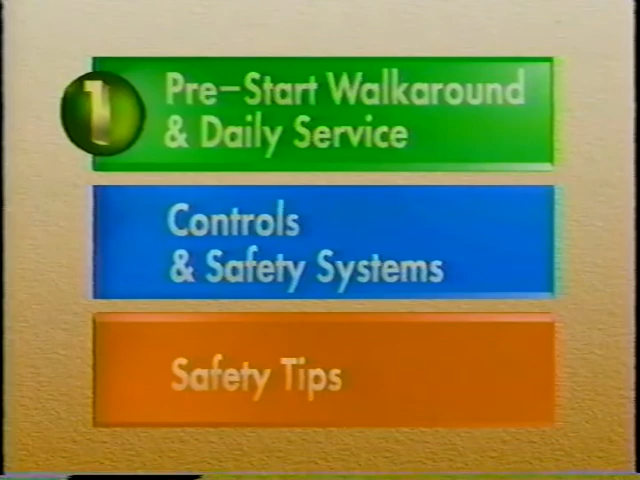 1
Pre-Start Walkaround
& Daily Service
Controls
& Safety Systems
Safety Tips